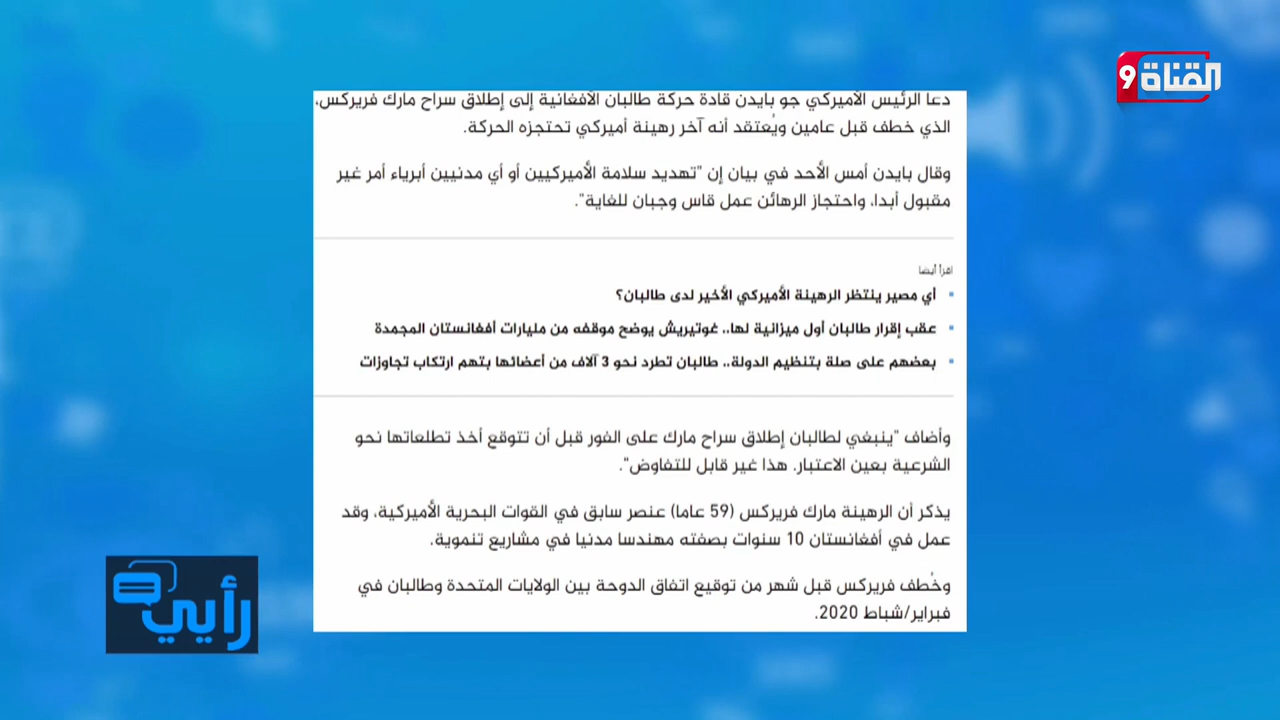 القناة 9
دعا الرئيس الأميركي جو بايدن قادة حركة طالبان الأفغانية إلى إطلاق سراح مارك فريركس،
الذي خطف قبل عامين ويُعتقد أنه آخر رهينة أميركي تحتجزه الحركة.
وقال بايدن أمس الأحد في بيان إن "تهديد سلامة الأميركيين أو أي مدنيين أبرياء أمر غير
مقبول أبدا، واحتجاز الرهائن عمل قاس وجبان للغاية".
اقرأ أيضا
أي مصير ينتظر الرهينة الأميركي الأخير لدى طالبان؟
عقب إقرار طالبان أول ميزانية لها.. غوتيريش يوضح موقفه من مليارات أفغانستان المجمدة
بعضهم على صلة بتنظيم الدولة.. طالبان تطرد نحو 3 آلاف من أعضائها بتهم ارتكاب تجاوزات
وأضاف "ينبغي لطالبان إطلاق سراح مارك على الفور قبل أن تتوقع أخذ تطلعاتها نحو
الشرعية بعين الاعتبار. هذا غير قابل للتفاوض".
يذكر أن الرهينة مارك فريركس (59 عاما) عنصر سابق في القوات البحرية الأميركية، وقد
عمل في أفغانستان 10 سنوات بصفته مهندسا مدنيا في مشاريع تنموية.
وخُطف فريركس قبل شهر من توقيع اتفاق الدوحة بين الولايات المتحدة وطالبان في
فبراير/شباط 2020.
رأيي